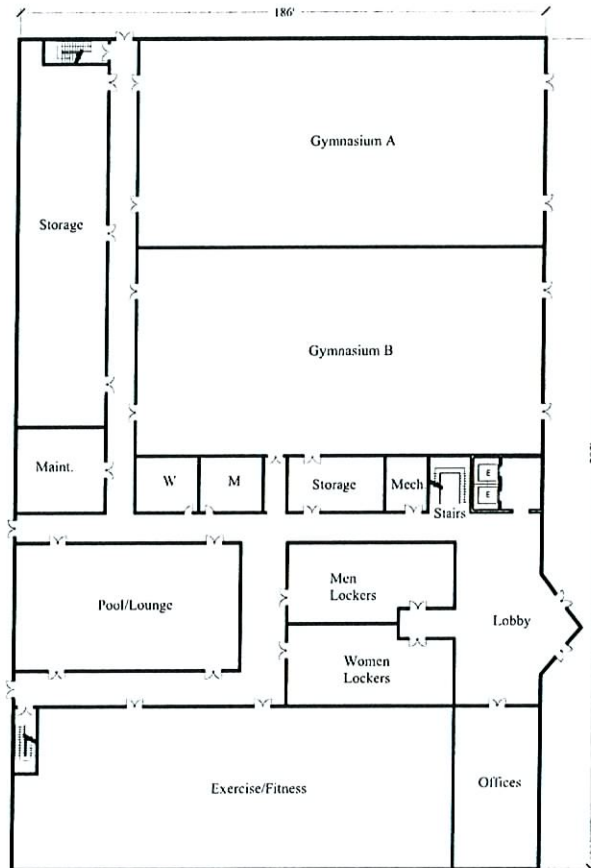 186'
Gymnasium A
Storage
Gymnasium B
Maint.
W
M
Storage
Mech.
E
E
Stairs
Men
Lockers
Pool/Lounge
Lobby
Women
Lockers
Exercise/Fitness
Offices